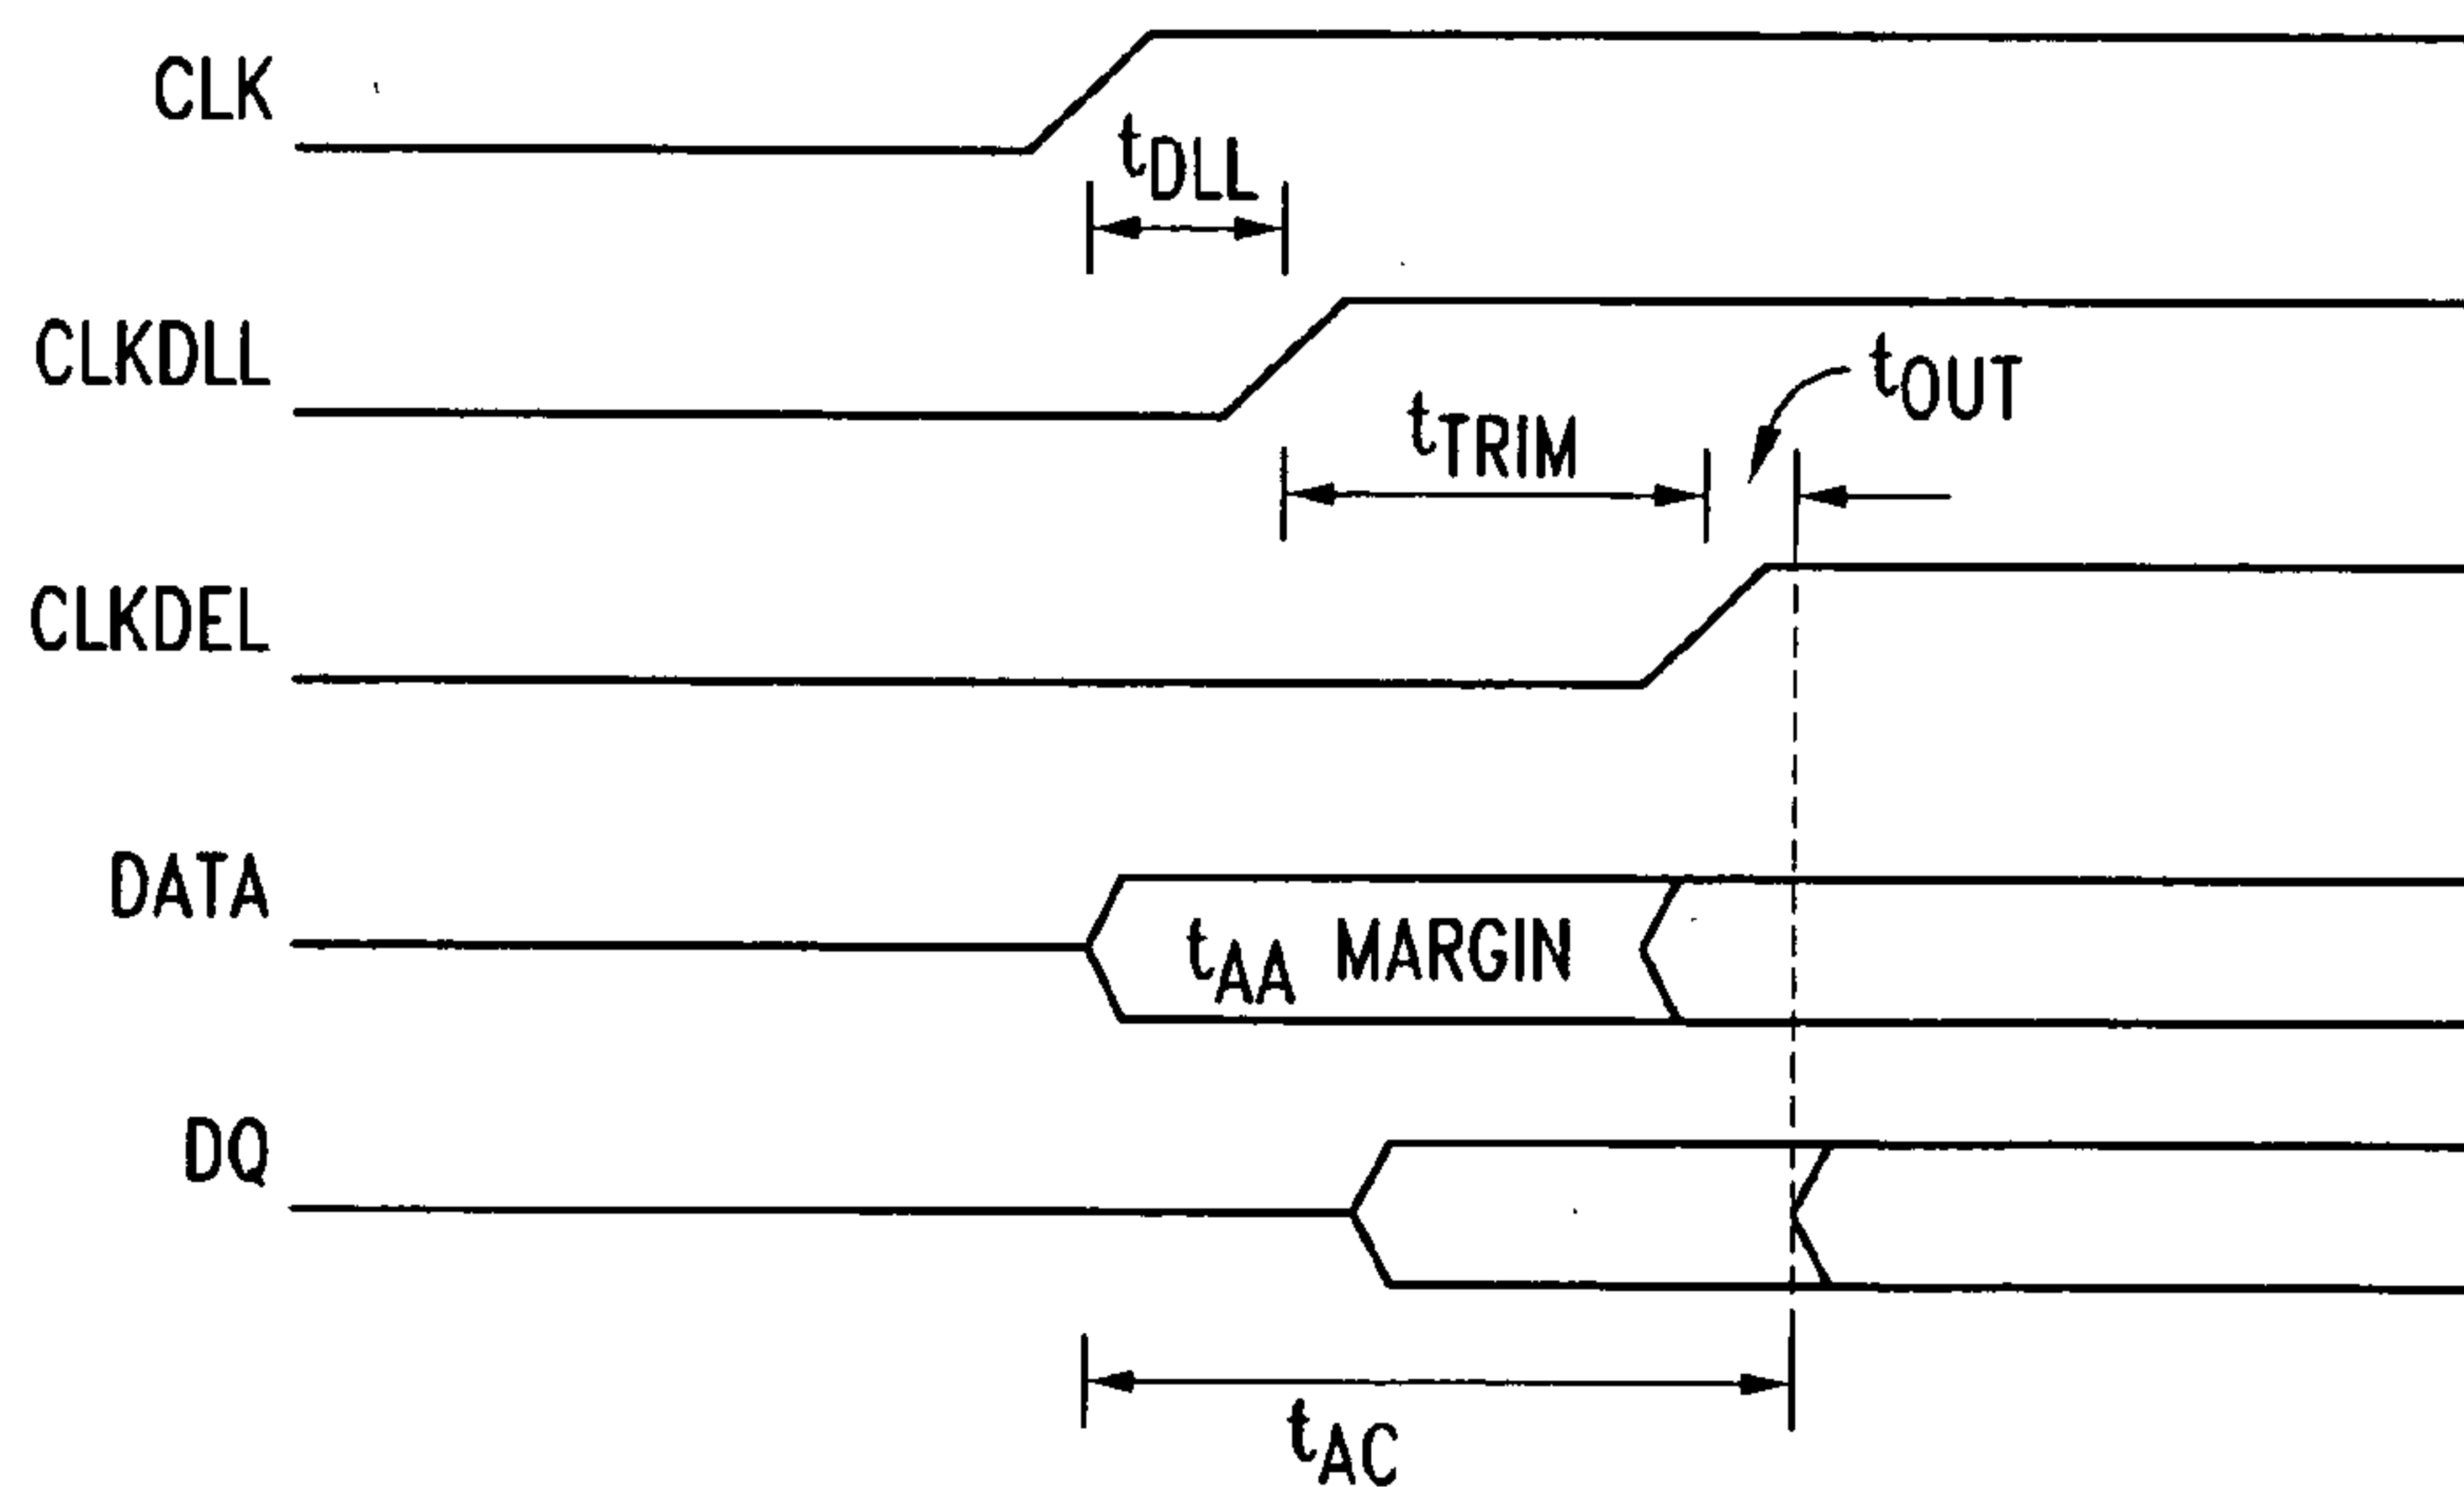 CLK
tDLL
CLKDLL
tOUT
tTRIM
CLKDEL
DATA
tAA MARGIN
DQ
tAC